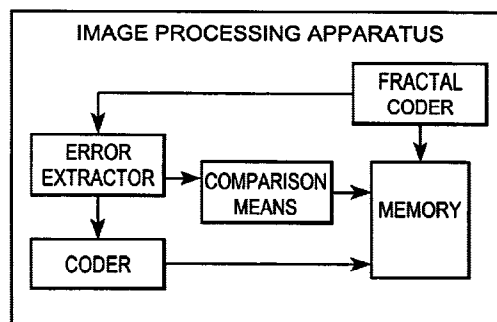 IMAGE PROCESSING APPARATUS
FRACTAL
CODER
ERROR
EXTRACTOR
COMPARISON
MEANS
MEMORY
CODER